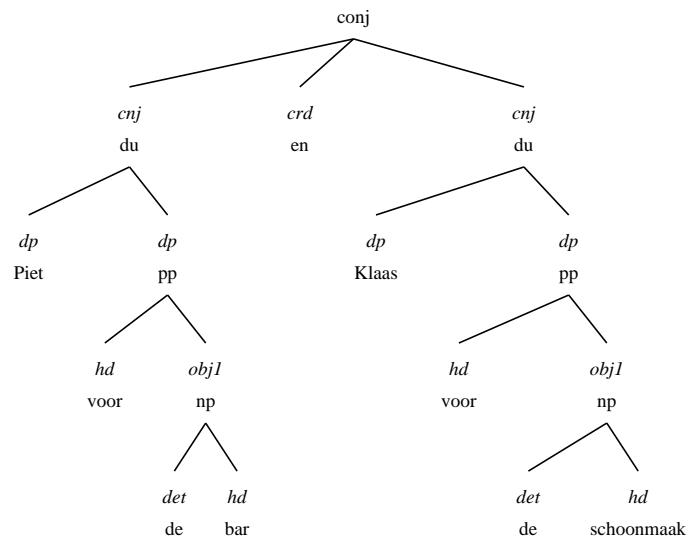 conj
cnj crd cnj
du en du
dp dp dp dp
Piet pp Klaas pp
hd obj1 hd obj1
voor np voor np
det hd det hd
de bar de schoonmaak